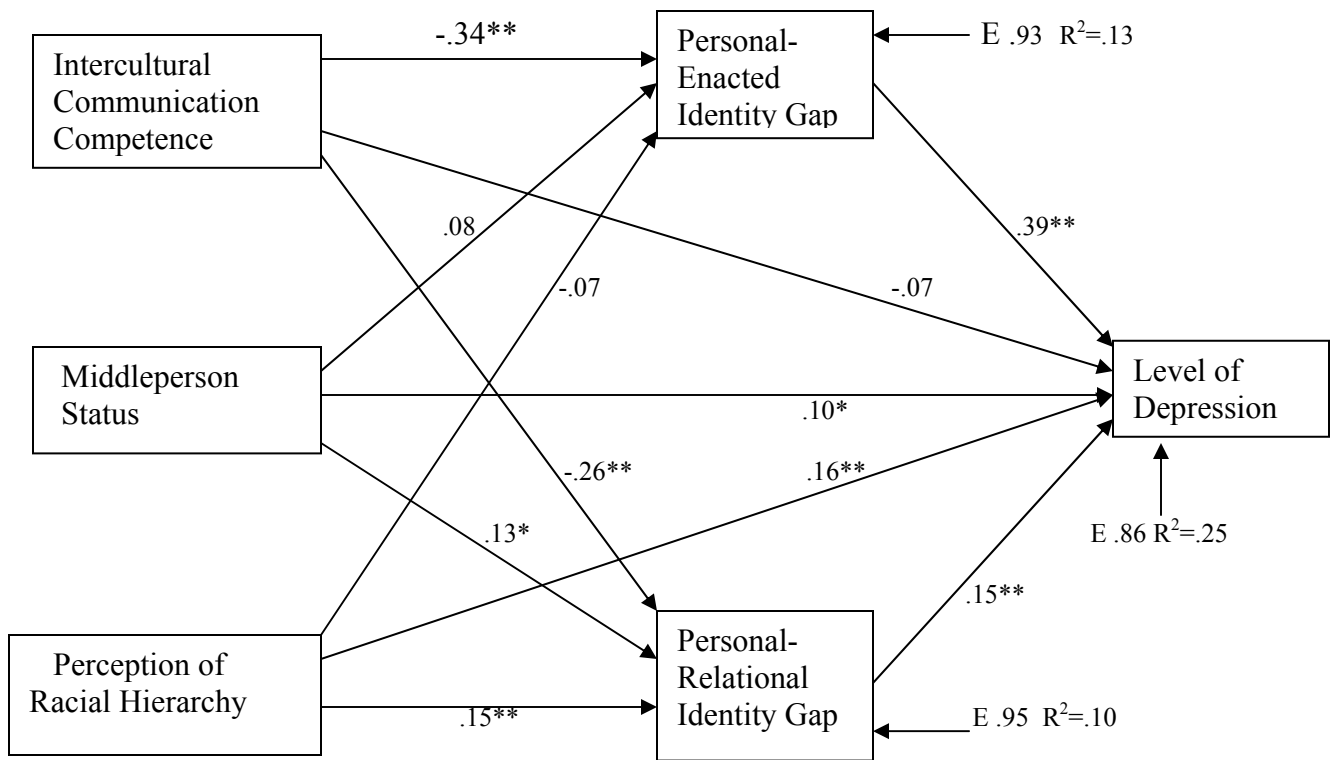 Intercultural
Communication
Competence
-.34**
Personal-
Enacted
Identity Gap
E .93 R²=.13
.08
-.07
-.07
.39**
Middleperson
Status
.10*
Level of
Depression
-.26**
.16**
.13*
E .86 R²=.25
.15**
Perception of
Racial Hierarchy
.15**
Personal-
Relational
Identity Gap
E .95 R²=.10